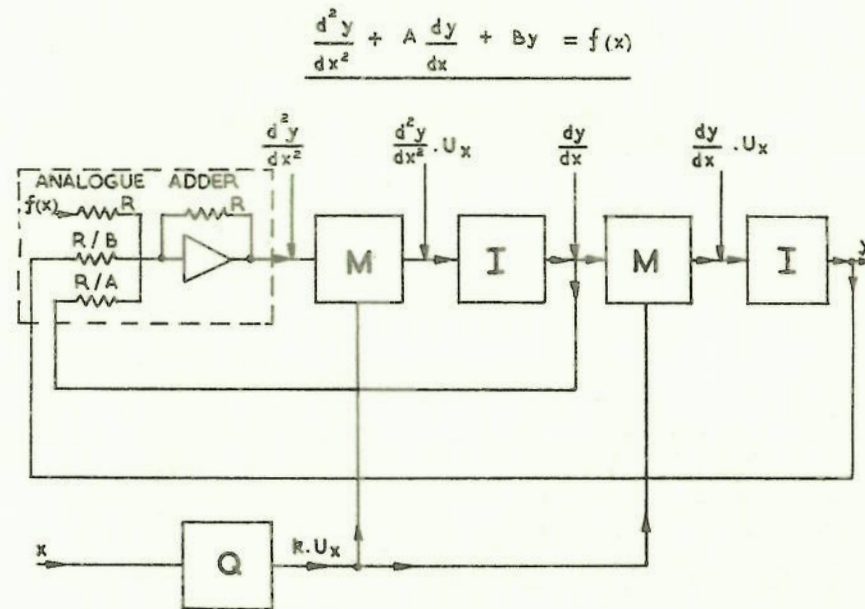 d²y/dx² + A dy/dx + By = f(x)
d²y/dx²
d²y/dx² . Ux
dy/dx
dy/dx . Ux
ANALOGUE ADDER
f(x)
R
R
R/B
R/A
M
I
M
I
y
x
Q
k.Ux